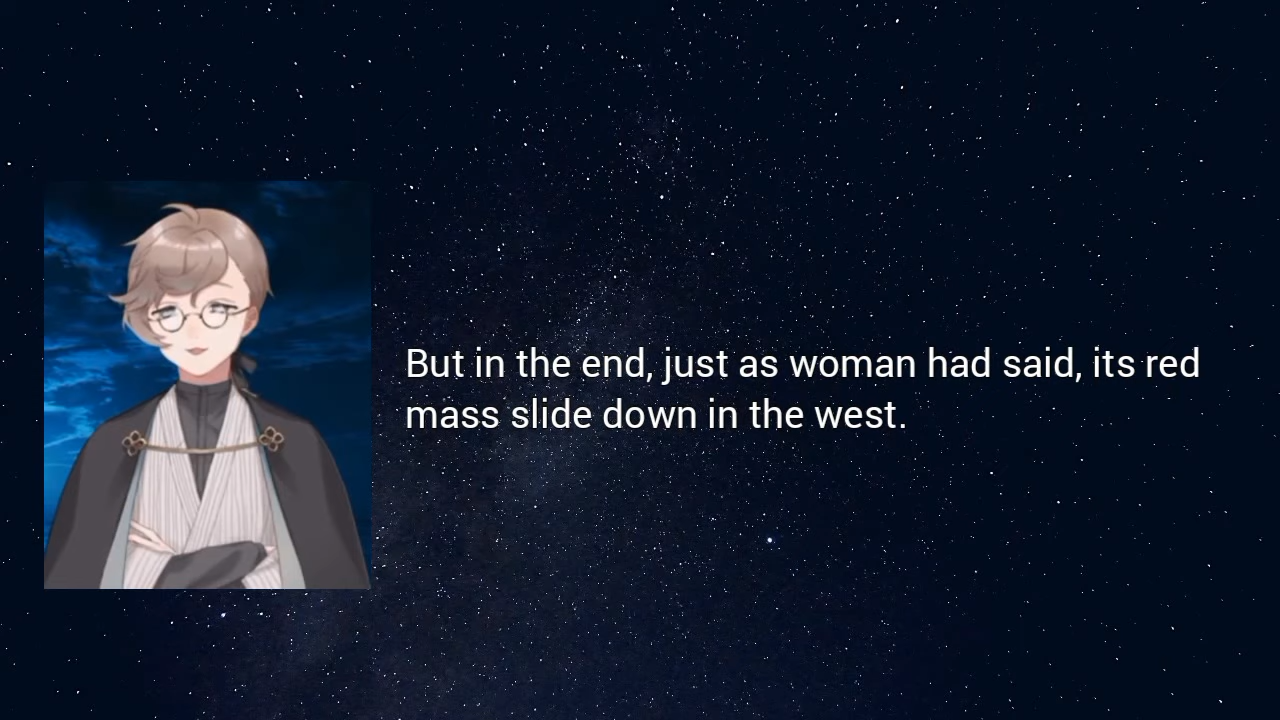 But in the end, just as woman had said, its red
mass slide down in the west.